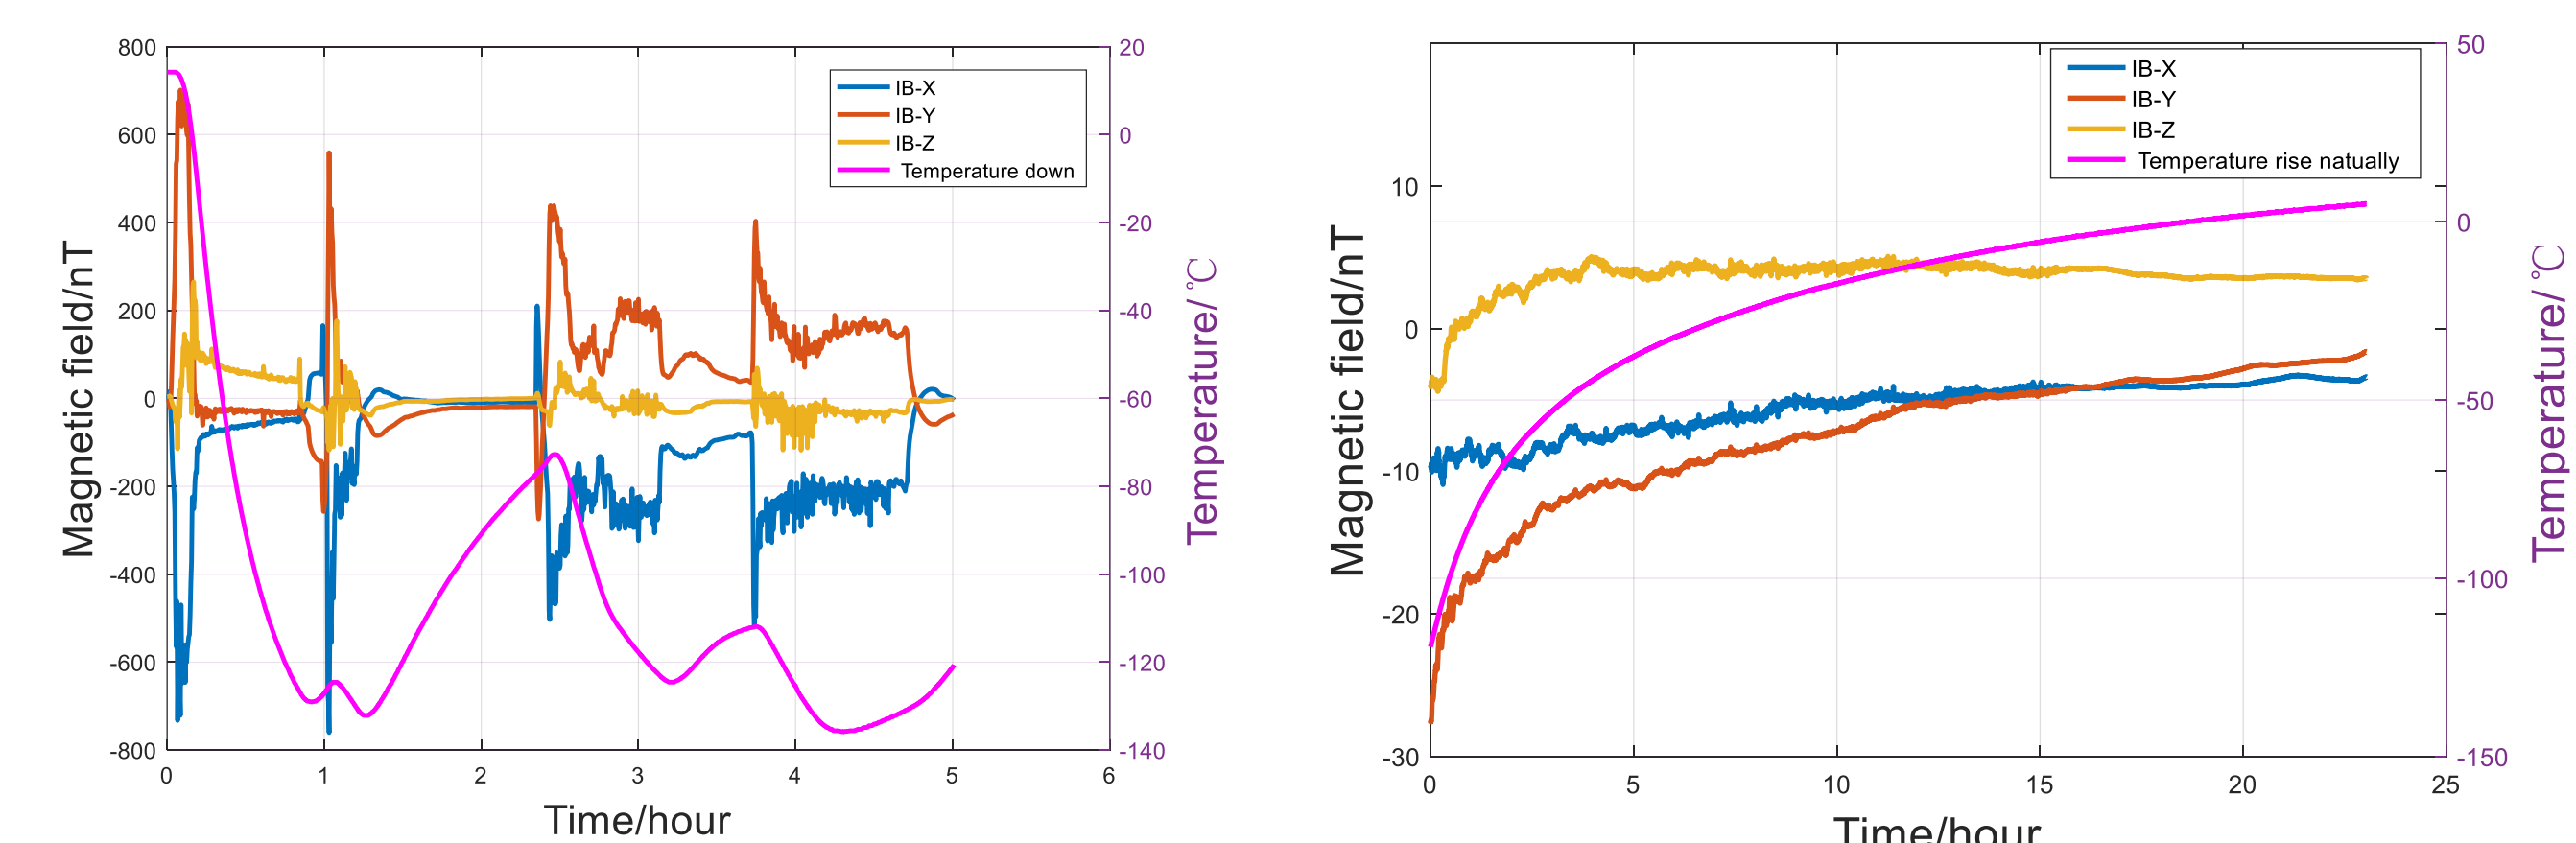 800
600
400
200
0
-200
-400
-600
-800
Magnetic field/nT
0
1
2
3
4
5
6
Time/hour
20
0
-20
-40
-60
-80
-100
-120
-140
Temperature/℃
IB-X
IB-Y
IB-Z
Temperature down
10
0
-10
-20
-30
Magnetic field/nT
0
5
10
15
20
25
Time/hour
50
0
-50
-100
-150
Temperature/℃
IB-X
IB-Y
IB-Z
Temperature rise natually